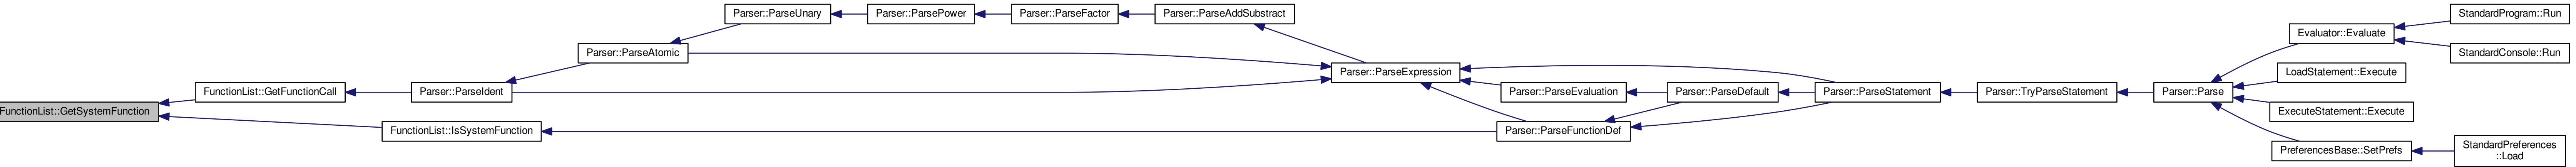 FunctionList::GetSystemFunction
FunctionList::GetFunctionCall
FunctionList::IsSystemFunction
Parser::ParseIdent
Parser::ParseAtomic
Parser::ParseUnary
Parser::ParsePower
Parser::ParseFactor
Parser::ParseAddSubstract
Parser::ParseExpression
Parser::ParseEvaluation
Parser::ParseFunctionDef
Parser::ParseDefault
Parser::ParseStatement
Parser::TryParseStatement
Parser::Parse
Evaluator::Evaluate
LoadStatement::Execute
ExecuteStatement::Execute
PreferencesBase::SetPrefs
StandardProgram::Run
StandardConsole::Run
StandardPreferences
::Load